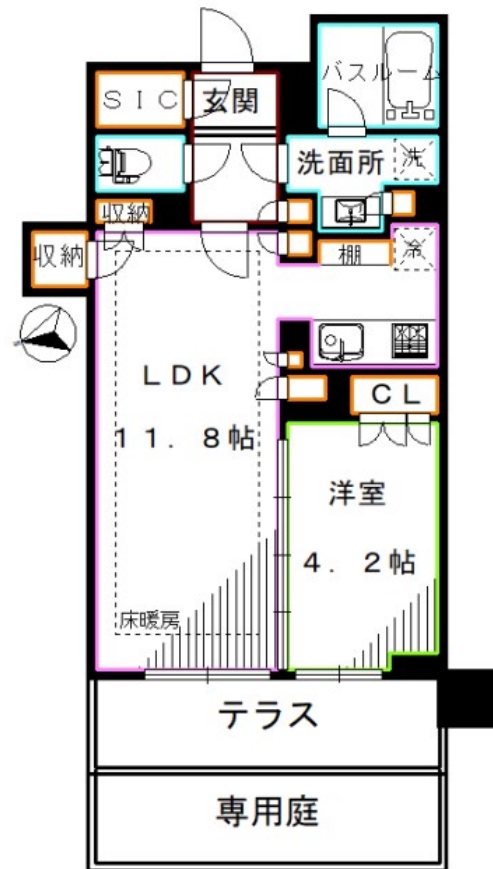 バスルーム
SIC
玄関
洗面所
洗
収納
収納
棚
冷
LDK
11.8帖
CL
洋室
4.2帖
床暖房
テラス
専用庭